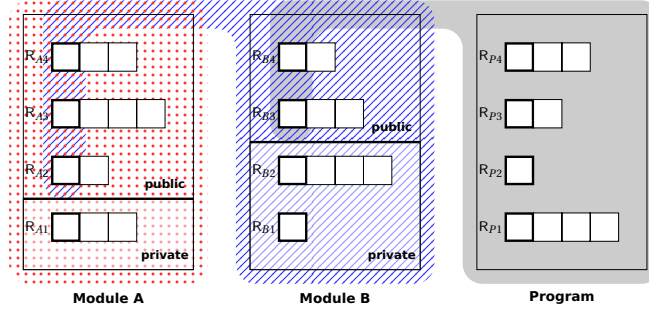 R_A4 R_B4 R_P4
R_A3 R_B3 R_P3
public
R_A2 R_B2 R_P2
public
R_A1 R_B1 R_P1
private private
Module A Module B Program